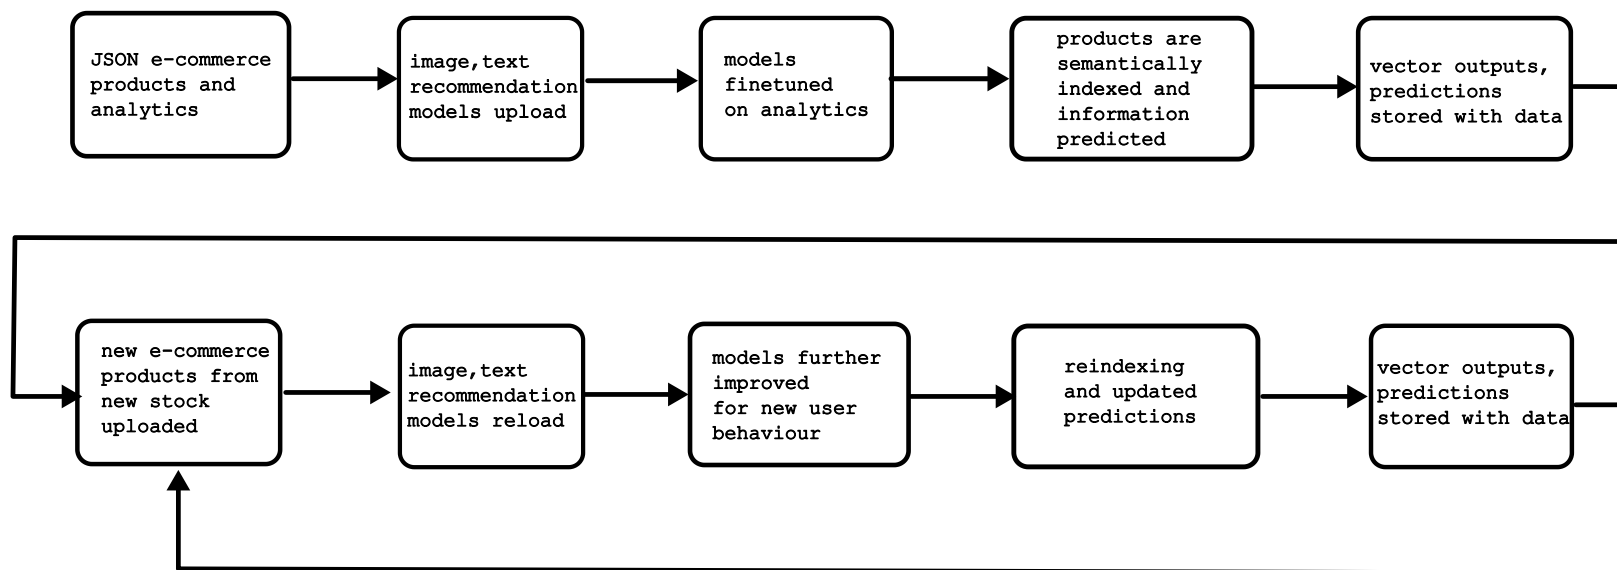 JSON e-commerce
products and
analytics
image,text
recommendation
models upload
models
finetuned
on analytics
products are
semantically
indexed and
information
predicted
vector outputs,
predictions
stored with data
new e-commerce
products from
new stock
uploaded
image,text
recommendation
models reload
models further
improved
for new user
behaviour
reindexing
and updated
predictions
vector outputs,
predictions
stored with data